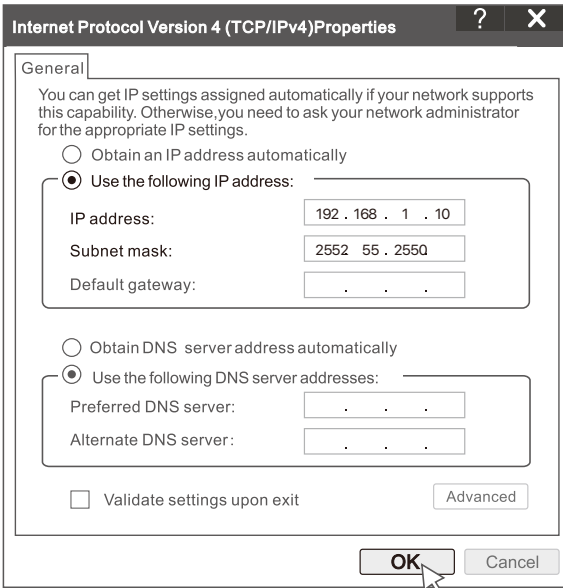 Internet Protocol Version 4 (TCP/IPv4)Properties ? X
General
You can get IP settings assigned automatically if your network supports
this capability. Otherwise,you need to ask your network administrator
for the appropriate IP settings.
Obtain an IP address automatically
Use the following IP address:
IP address: 192 . 168 . 1 . 10
Subnet mask: 2552 55 . 2550
Default gateway: . . .
Obtain DNS server address automatically
Use the following DNS server addresses:
Preferred DNS server: . . .
Alternate DNS server: . . .
Validate settings upon exit Advanced
OK Cancel